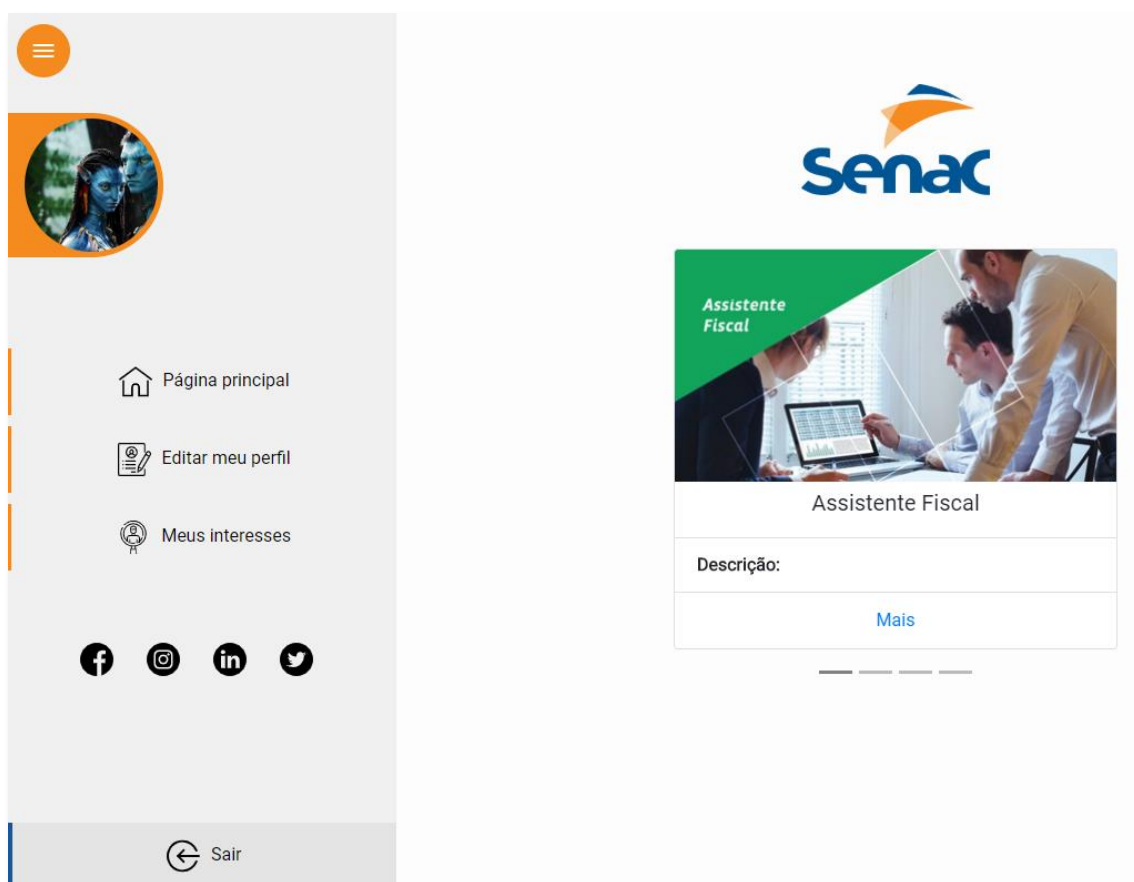 Senac
Assistente
Fiscal
Assistente Fiscal
Descrição:
Mais
Página principal
Editar meu perfil
Meus interesses
Sair